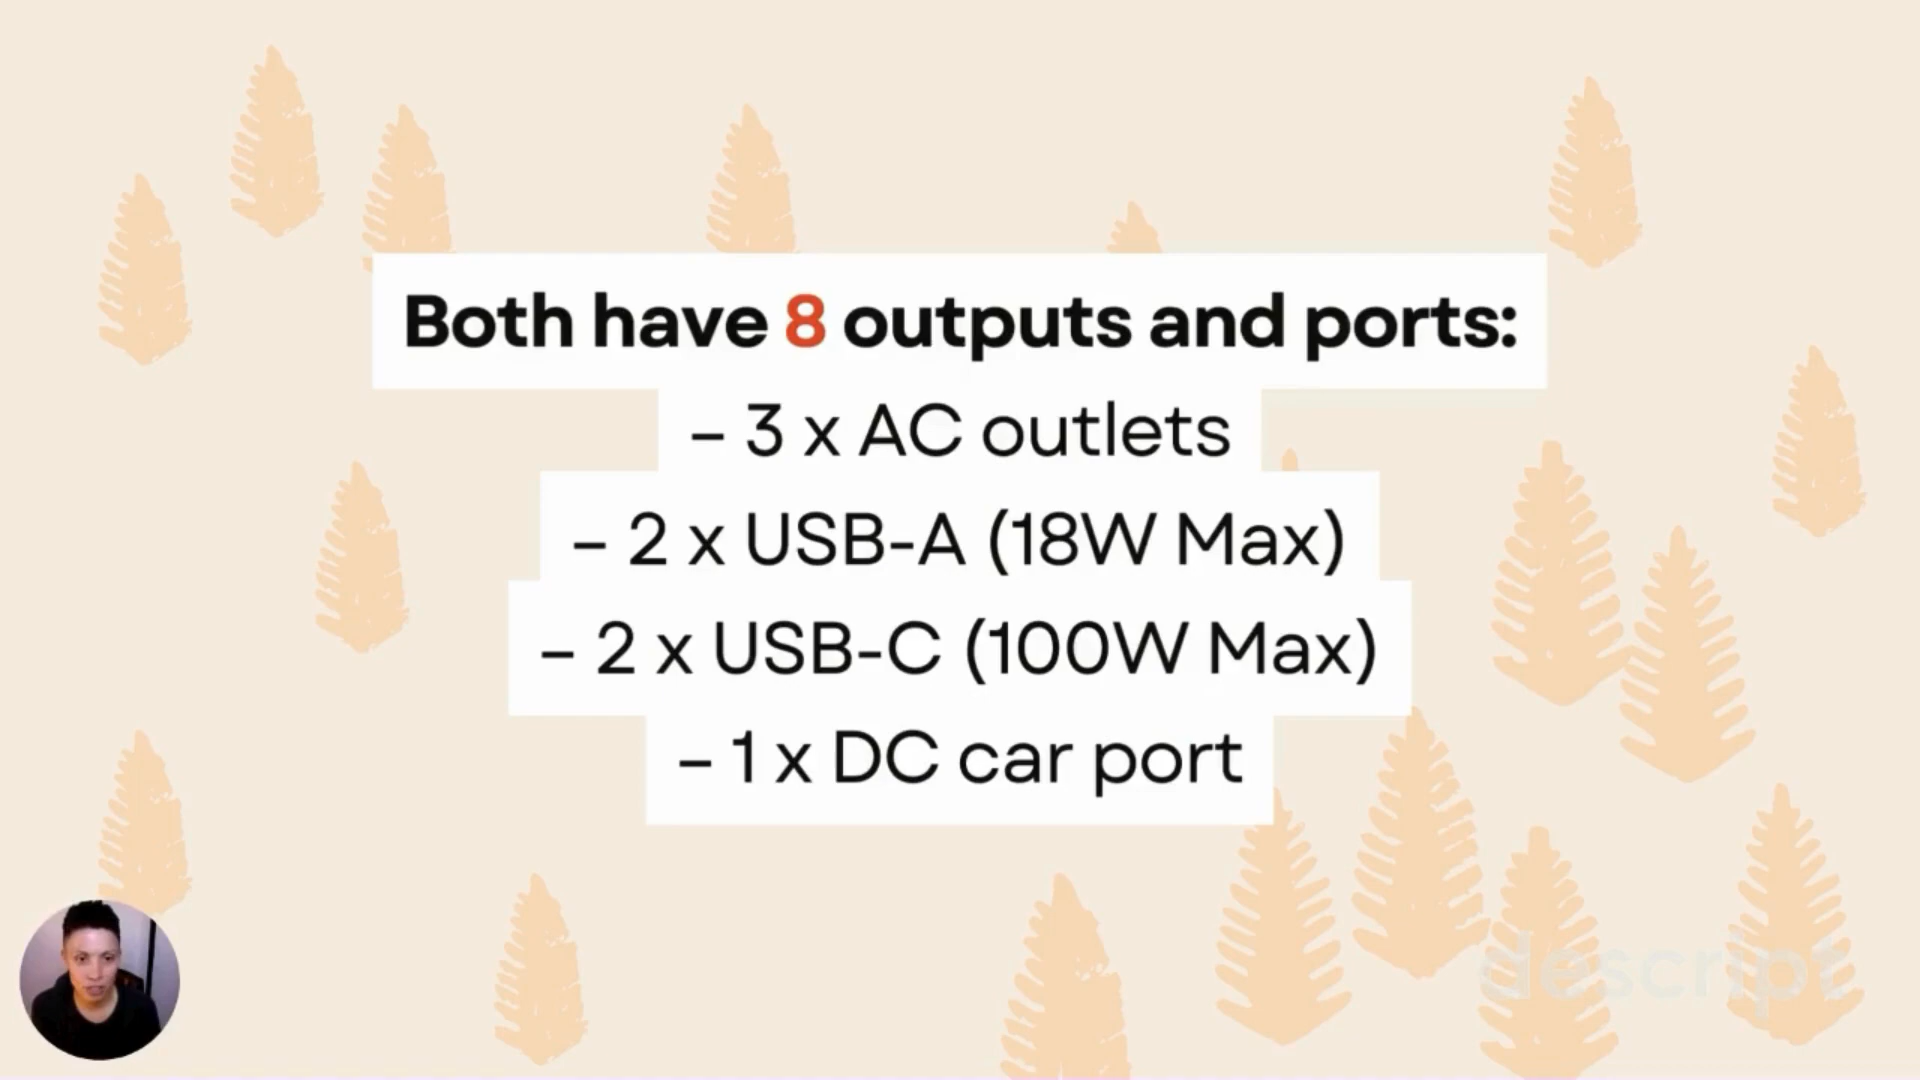 Both have 8 outputs and ports:
– 3 x AC outlets
– 2 x USB-A (18W Max)
– 2 x USB-C (100W Max)
– 1 x DC car port
descript